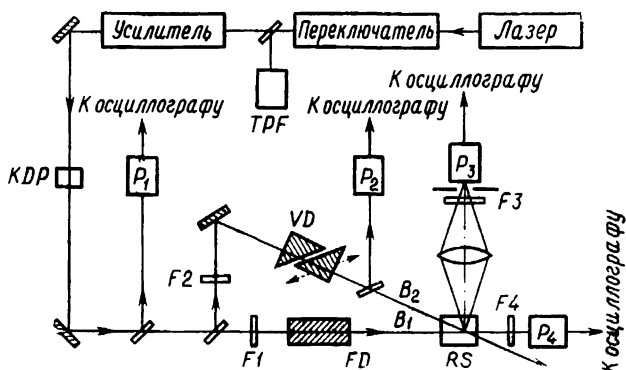 Усилитель
Переключатель
Лазер
К осциллографу
TPF
К осциллографу
К осциллографу
KDP
P1
P2
P3
F3
VD
F2
B2
F4
B1
P4
F1
FD
RS
К осциллографу